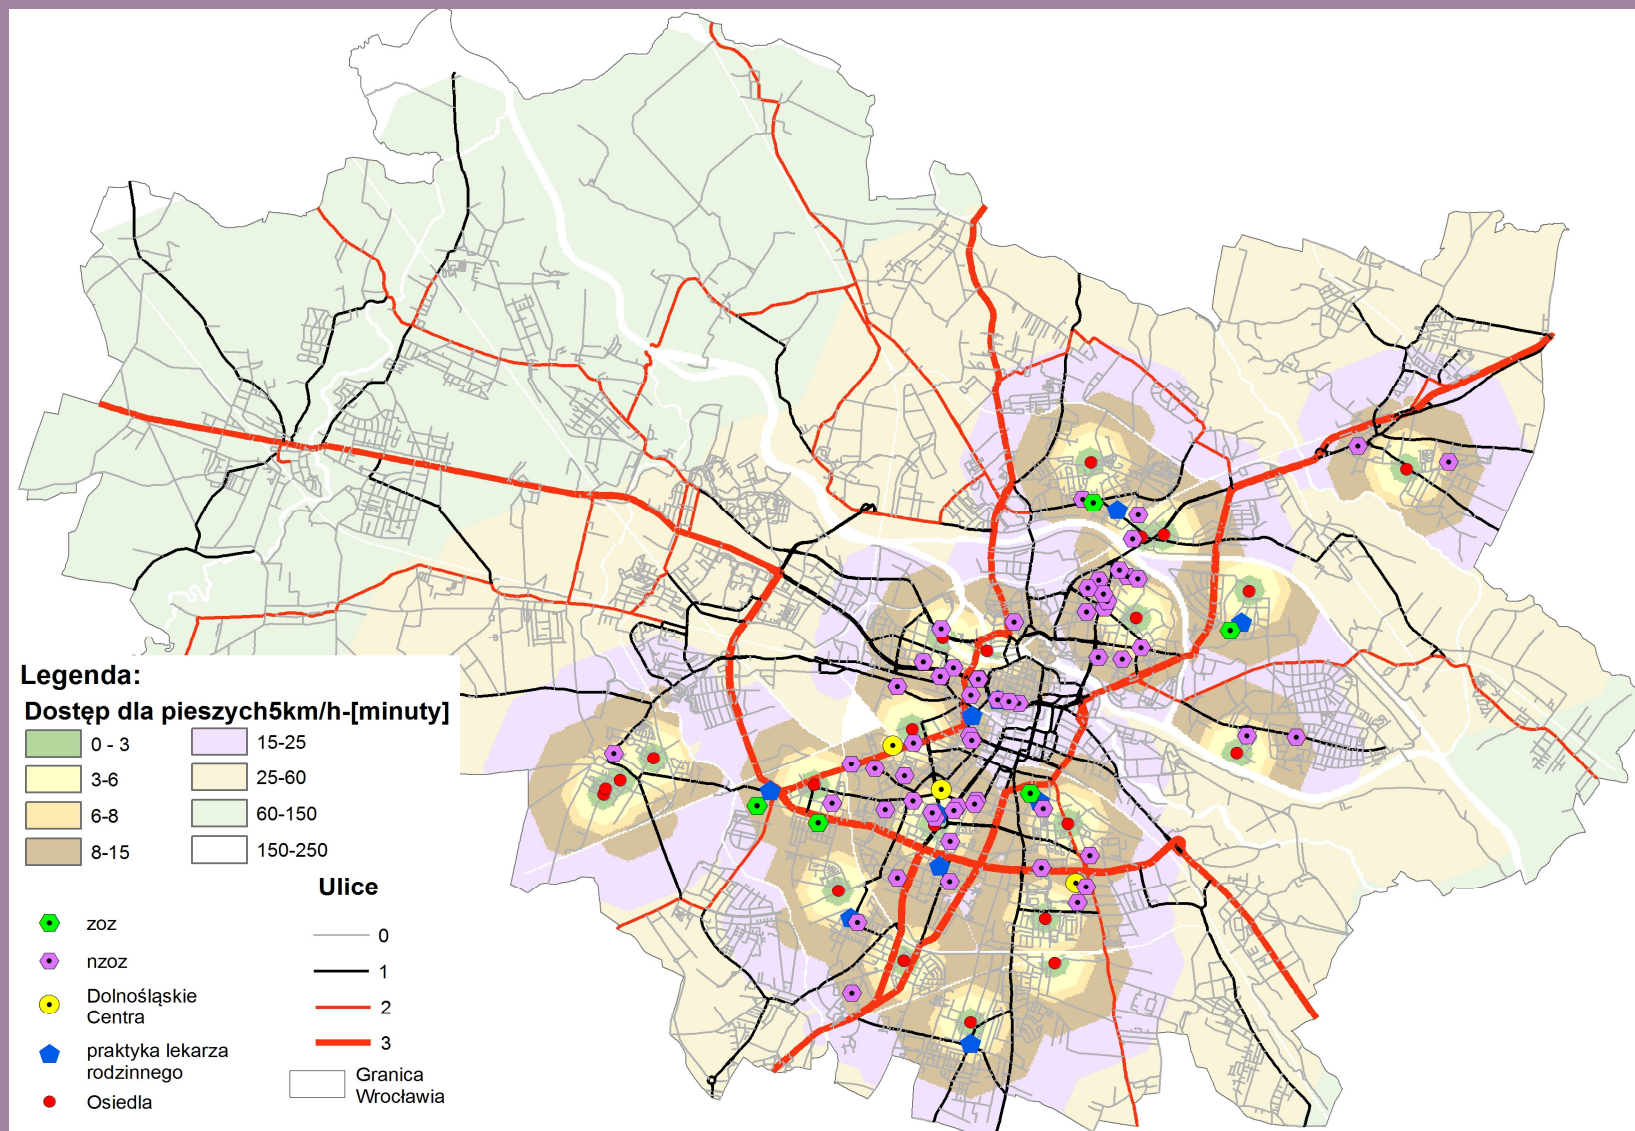 Legenda:
Dostęp dla pieszych5km/h-[minuty]
0 - 3
3-6
6-8
8-15
15-25
25-60
60-150
150-250
zoz
nzoz
Dolnośląskie
Centra
praktyka lekarza
rodzinnego
Osiedla
Ulice
0
1
2
3
Granica
Wrocławia